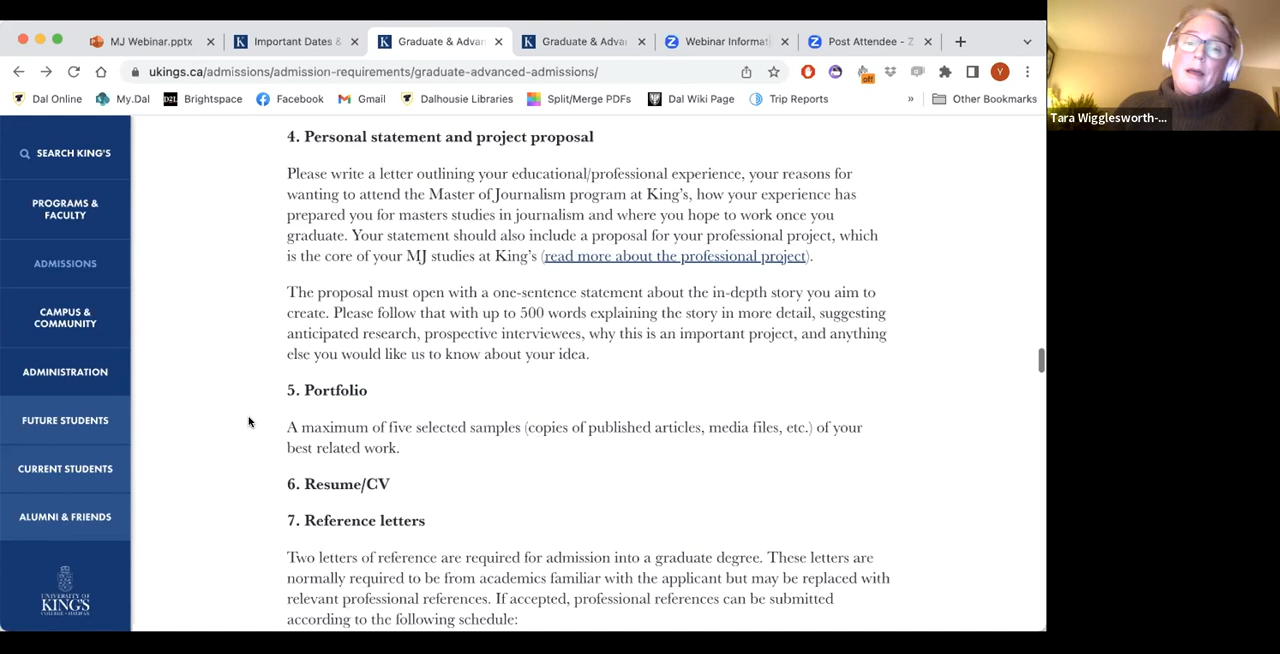 MJ Webinar.pptx
Important Dates &
Graduate & Advan
Graduate & Advan
Webinar Informati
Post Attendee - Z
ukings.ca/admissions/admission-requirements/graduate-advanced-admissions/
off
Y
Dal Online
My.Dal
D2L
Brightspace
Facebook
Gmail
Dalhousie Libraries
Split/Merge PDFs
Dal Wiki Page
Trip Reports
»
Other Bookmarks
Tara Wigglesworth-...
SEARCH KING'S
PROGRAMS &
FACULTY
ADMISSIONS
CAMPUS &
COMMUNITY
ADMINISTRATION
FUTURE STUDENTS
CURRENT STUDENTS
ALUMNI & FRIENDS
UNIVERSITY OF
KING'S
COLLEGE · HALIFAX
4. Personal statement and project proposal
Please write a letter outlining your educational/professional experience, your reasons for
wanting to attend the Master of Journalism program at King's, how your experience has
prepared you for masters studies in journalism and where you hope to work once you
graduate. Your statement should also include a proposal for your professional project, which
is the core of your MJ studies at King's (read more about the professional project).
The proposal must open with a one-sentence statement about the in-depth story you aim to
create. Please follow that with up to 500 words explaining the story in more detail, suggesting
anticipated research, prospective interviewees, why this is an important project, and anything
else you would like us to know about your idea.
5. Portfolio
A maximum of five selected samples (copies of published articles, media files, etc.) of your
best related work.
6. Resume/CV
7. Reference letters
Two letters of reference are required for admission into a graduate degree. These letters are
normally required to be from academics familiar with the applicant but may be replaced with
relevant professional references. If accepted, professional references can be submitted
according to the following schedule: